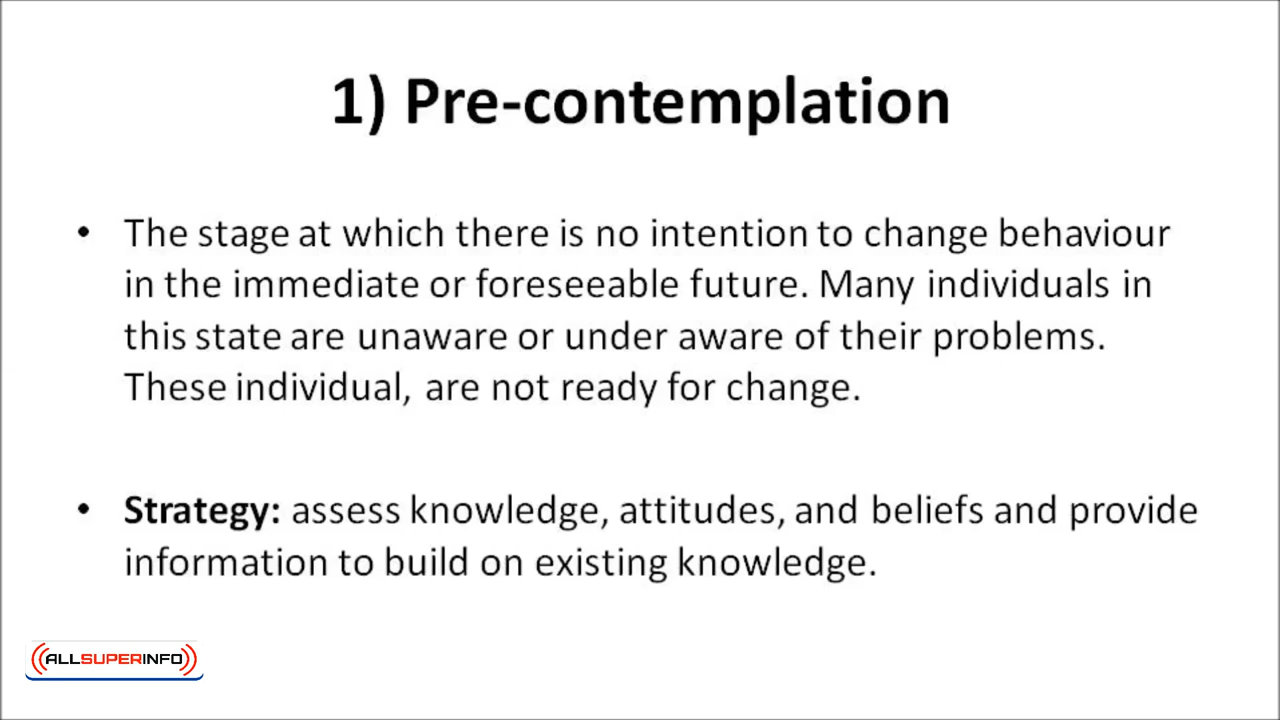 1) Pre-contemplation
• The stage at which there is no intention to change behaviour
in the immediate or foreseeable future. Many individuals in
this state are unaware or under aware of their problems.
These individual, are not ready for change.
• Strategy: assess knowledge, attitudes, and beliefs and provide
information to build on existing knowledge.
ALLSUPERINFO